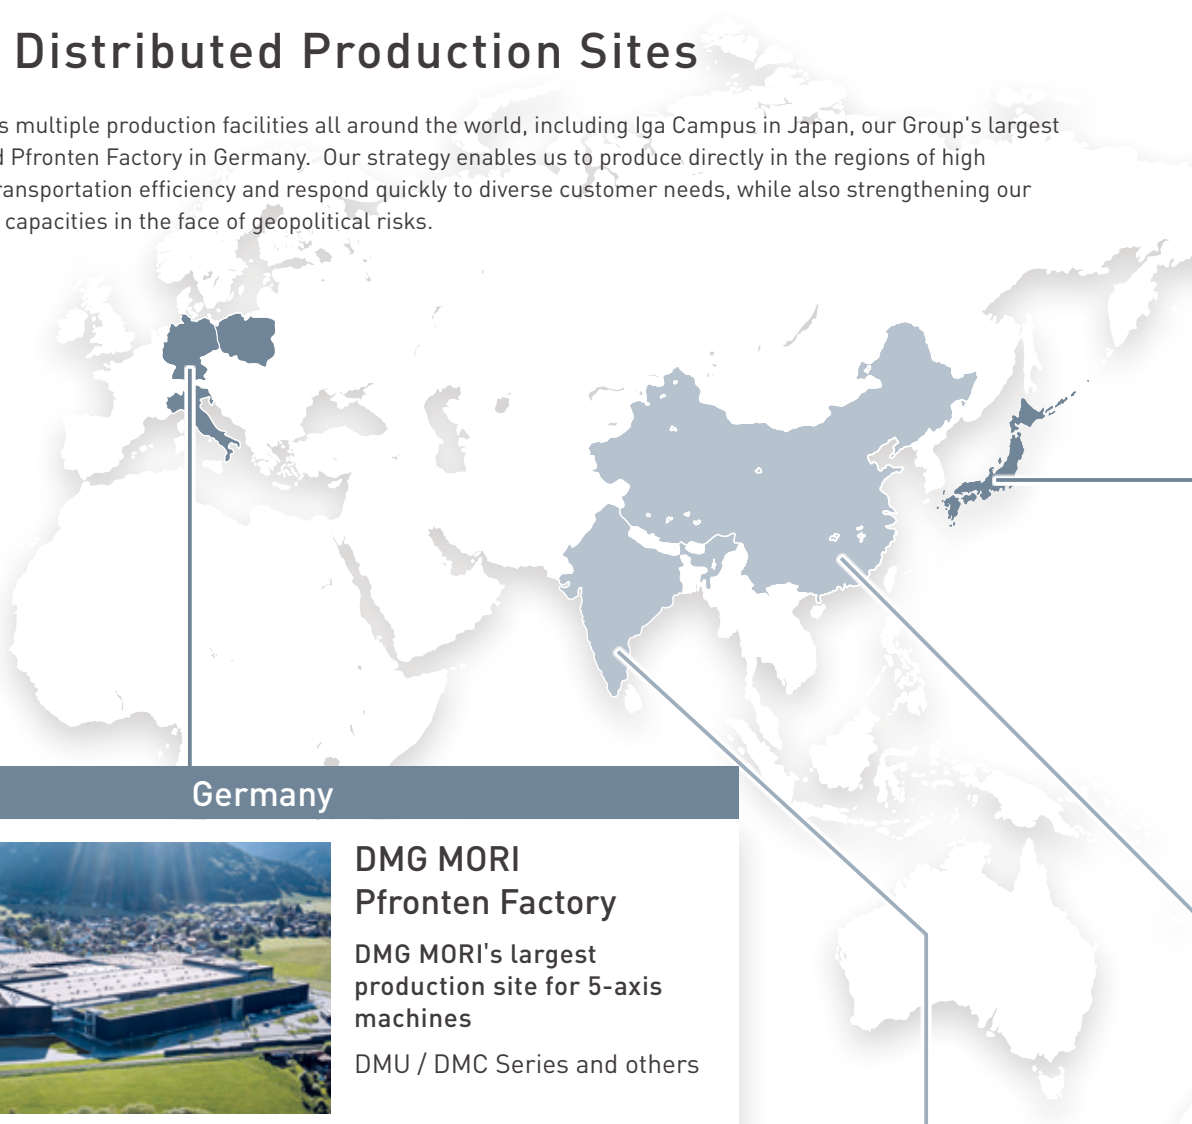 Distributed Production Sites
s multiple production facilities all around the world, including Iga Campus in Japan, our Group's largest
Pfronten Factory in Germany. Our strategy enables us to produce directly in the regions of high
ransportation efficiency and respond quickly to diverse customer needs, while also strengthening our
capacities in the face of geopolitical risks.
Germany
DMG MORI
Pfronten Factory
DMG MORI's largest
production site for 5-axis
machines
DMU / DMC Series and others